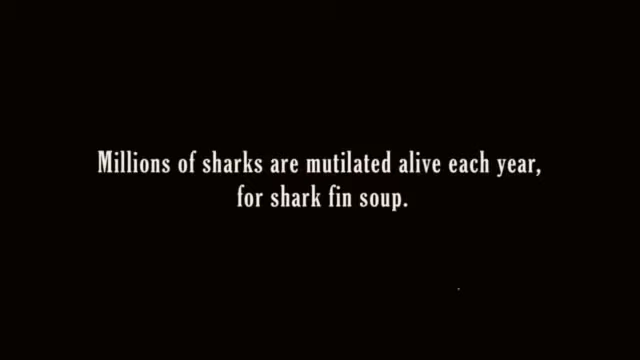 Millions of sharks are mutilated alive each year,
for shark fin soup.